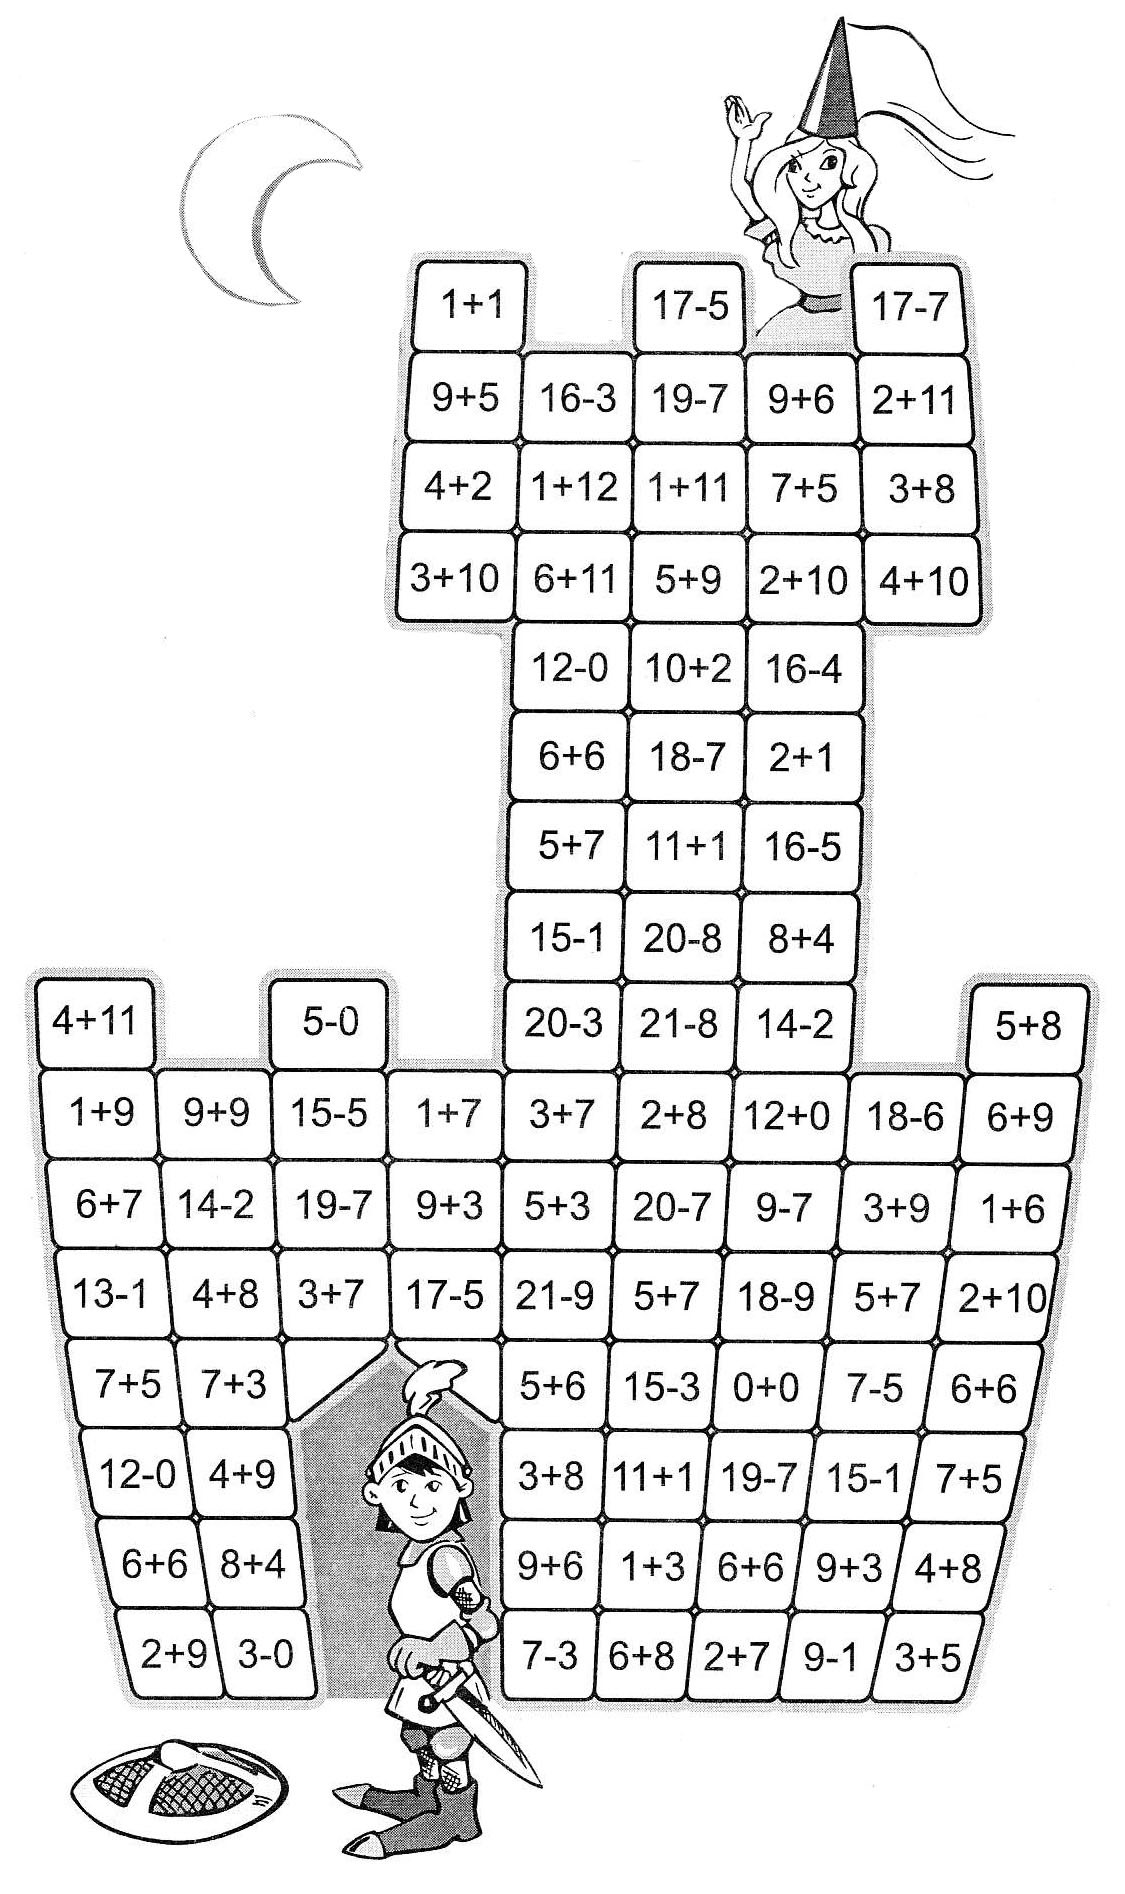 1+1 17-5 17-7
9+5 16-3 19-7 9+6 2+11
4+2 1+12 1+11 7+5 3+8
3+10 6+11 5+9 2+10 4+10
12-0 10+2 16-4
6+6 18-7 2+1
5+7 11+1 16-5
15-1 20-8 8+4
4+11 5-0 20-3 21-8 14-2 5+8
1+9 9+9 15-5 1+7 3+7 2+8 12+0 18-6 6+9
6+7 14-2 19-7 9+3 5+3 20-7 9-7 3+9 1+6
13-1 4+8 3+7 17-5 21-9 5+7 18-9 5+7 2+10
7+5 7+3 5+6 15-3 0+0 7-5 6+6
12-0 4+9 3+8 11+1 19-7 15-1 7+5
6+6 8+4 9+6 1+3 6+6 9+3 4+8
2+9 3-0 7-3 6+8 2+7 9-1 3+5